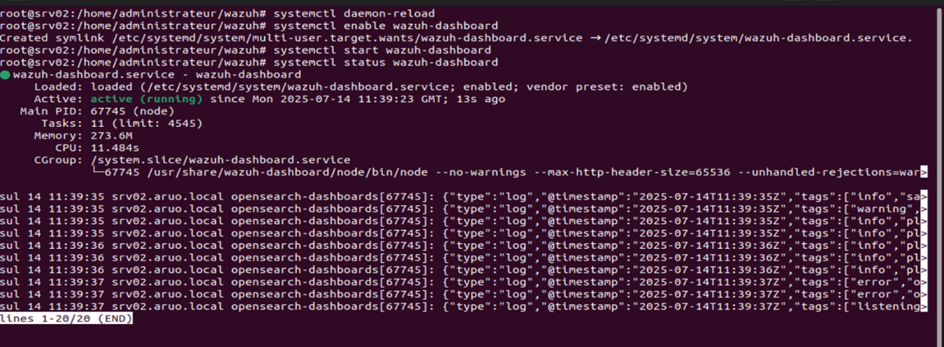 root@srv02:/home/administrateur/wazuh# systemctl daemon-reload
root@srv02:/home/administrateur/wazuh# systemctl enable wazuh-dashboard
Created symlink /etc/systemd/system/multi-user.target.wants/wazuh-dashboard.service → /etc/systemd/system/wazuh-dashboard.service.
root@srv02:/home/administrateur/wazuh# systemctl start wazuh-dashboard
root@srv02:/home/administrateur/wazuh# systemctl status wazuh-dashboard
● wazuh-dashboard.service - wazuh-dashboard
Loaded: loaded (/etc/systemd/system/wazuh-dashboard.service; enabled; vendor preset: enabled)
Active: active (running) since Mon 2025-07-14 11:39:23 GMT; 13s ago
Main PID: 67745 (node)
Tasks: 11 (limit: 4545)
Memory: 273.6M
CPU: 11.484s
CGroup: /system.slice/wazuh-dashboard.service
└─67745 /usr/share/wazuh-dashboard/node/bin/node --no-warnings --max-http-header-size=65536 --unhandled-rejections=war>
sul 14 11:39:35 srv02.aruo.local opensearch-dashboards[67745]: {"type":"log","@timestamp":"2025-07-14T11:39:35Z","tags":["info","sa>
sul 14 11:39:35 srv02.aruo.local opensearch-dashboards[67745]: {"type":"log","@timestamp":"2025-07-14T11:39:35Z","tags":["warning",>
sul 14 11:39:35 srv02.aruo.local opensearch-dashboards[67745]: {"type":"log","@timestamp":"2025-07-14T11:39:35Z","tags":["info","pl>
sul 14 11:39:35 srv02.aruo.local opensearch-dashboards[67745]: {"type":"log","@timestamp":"2025-07-14T11:39:35Z","tags":["info","pl>
sul 14 11:39:36 srv02.aruo.local opensearch-dashboards[67745]: {"type":"log","@timestamp":"2025-07-14T11:39:36Z","tags":["info","pl>
sul 14 11:39:36 srv02.aruo.local opensearch-dashboards[67745]: {"type":"log","@timestamp":"2025-07-14T11:39:36Z","tags":["info","pl>
sul 14 11:39:36 srv02.aruo.local opensearch-dashboards[67745]: {"type":"log","@timestamp":"2025-07-14T11:39:36Z","tags":["info","pl>
sul 14 11:39:37 srv02.aruo.local opensearch-dashboards[67745]: {"type":"log","@timestamp":"2025-07-14T11:39:37Z","tags":["error","o>
sul 14 11:39:37 srv02.aruo.local opensearch-dashboards[67745]: {"type":"log","@timestamp":"2025-07-14T11:39:37Z","tags":["error","o>
sul 14 11:39:37 srv02.aruo.local opensearch-dashboards[67745]: {"type":"log","@timestamp":"2025-07-14T11:39:37Z","tags":["listening>
lines 1-20/20 (END)